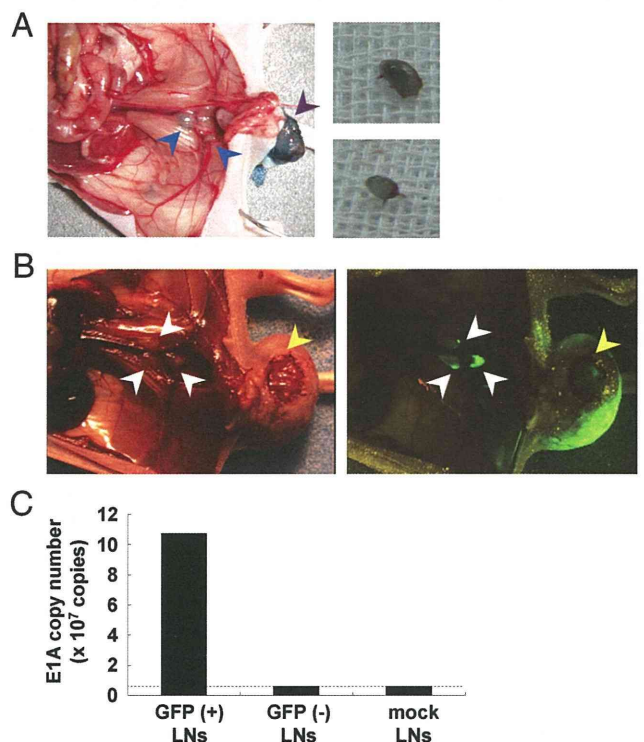 A
B
C
E1A copy number
(x 10⁷ copies)
12
10
8
6
4
2
0
GFP (+)
LNs
GFP (-)
LNs
mock
LNs